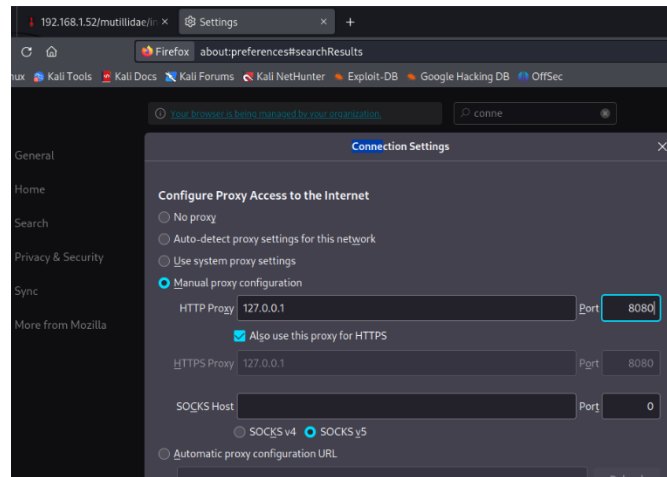 192.168.1.52/mutillidae/in
Settings
Firefox about:preferences#searchResults
nux Kali Tools Kali Docs Kali Forums Kali NetHunter Exploit-DB Google Hacking DB OffSec
Your browser is being managed by your organization.
conne
Connection Settings
General
Home
Search
Privacy & Security
Sync
More from Mozilla
Configure Proxy Access to the Internet
No proxy
Auto-detect proxy settings for this network
Use system proxy settings
Manual proxy configuration
HTTP Proxy 127.0.0.1 Port 8080
Also use this proxy for HTTPS
HTTPS Proxy 127.0.0.1 Port 8080
SOCKS Host Port 0
SOCKS v4 SOCKS v5
Automatic proxy configuration URL